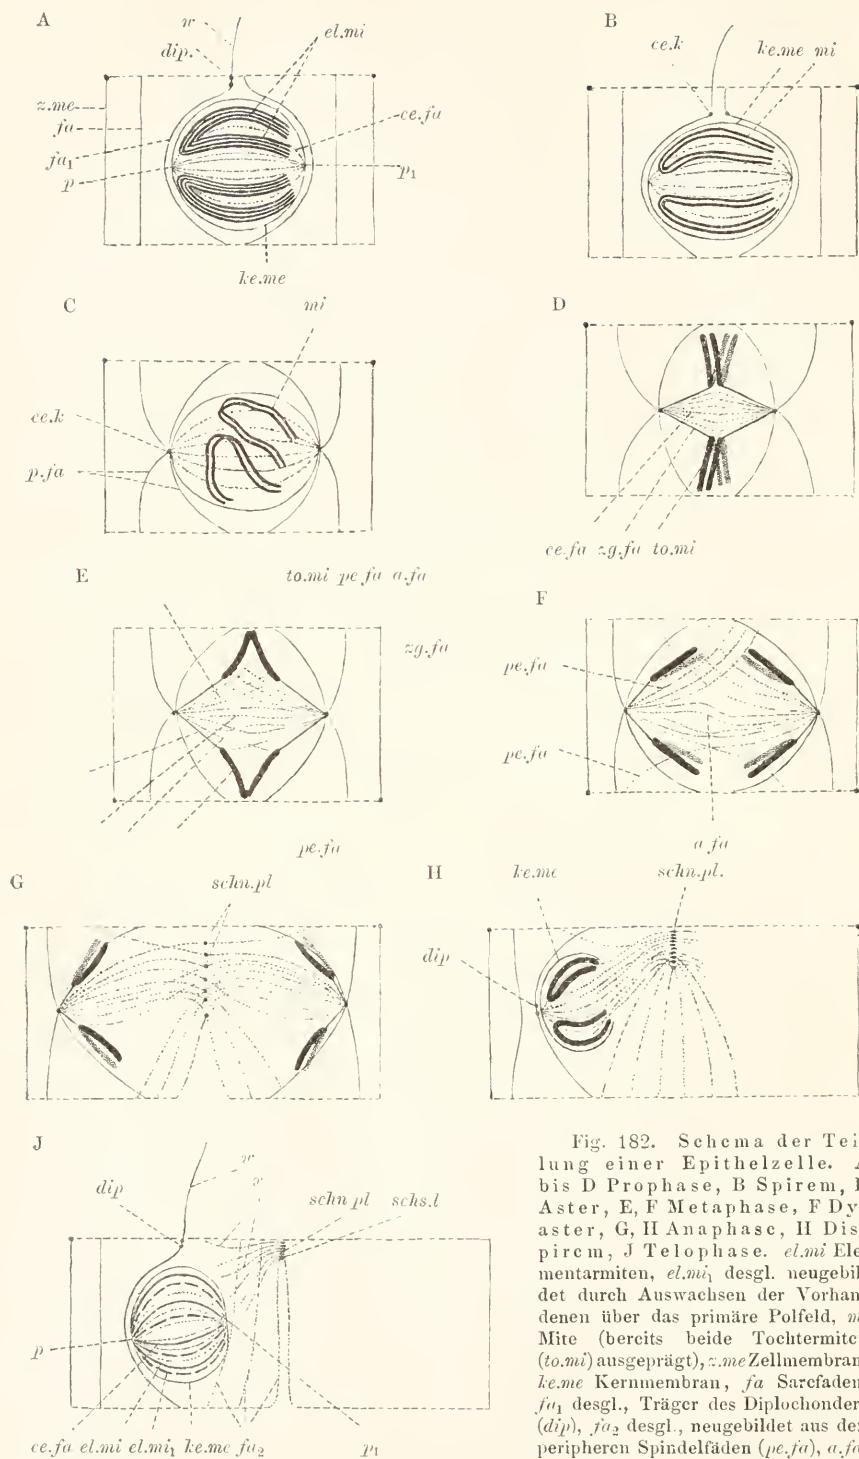 A
w
dip.
el.mi
z.me
fa
fa1
p
ce.fa
p1
ke.me
B
ce.k
ke.me mi
C
mi
ce.k
p.fa
D
ce.fa zg.fa to.mi
E
to.mi pe.fa a.fa
zg.fa
pe.fa
F
pe.fa
pe.fa
a fa
G
schn.pl
H
ke.me
schn.pl.
dip
J
w
dip
schn pl schs.l
p
ce.fa el.mi el.mi1 ke.me fa2
p1
Fig. 182. Schema der Tei
lung einer Epithelzelle.
bis D Prophase, B Spirem,
Aster, E, F Metaphase, F Dy
aster, G, H Anaphase, H Dis
pirem, J Telophase. el.mi Ele
mentarmiten, el.mi1 desgl. neugebil
det durch Auswachsen der Vorhan
denen über das primäre Polfeld,
Mite (bereits beide Tochtermite
(to.mi) ausgeprägt), z.me Zellmembran
ke.me Kernmembran, fa Sarcfaden
fa1 desgl., Träger des Diplochonder
(dip), fa2 desgl., neugebildet aus de
peripheren Spindelfäden (pe.fa), a.fa